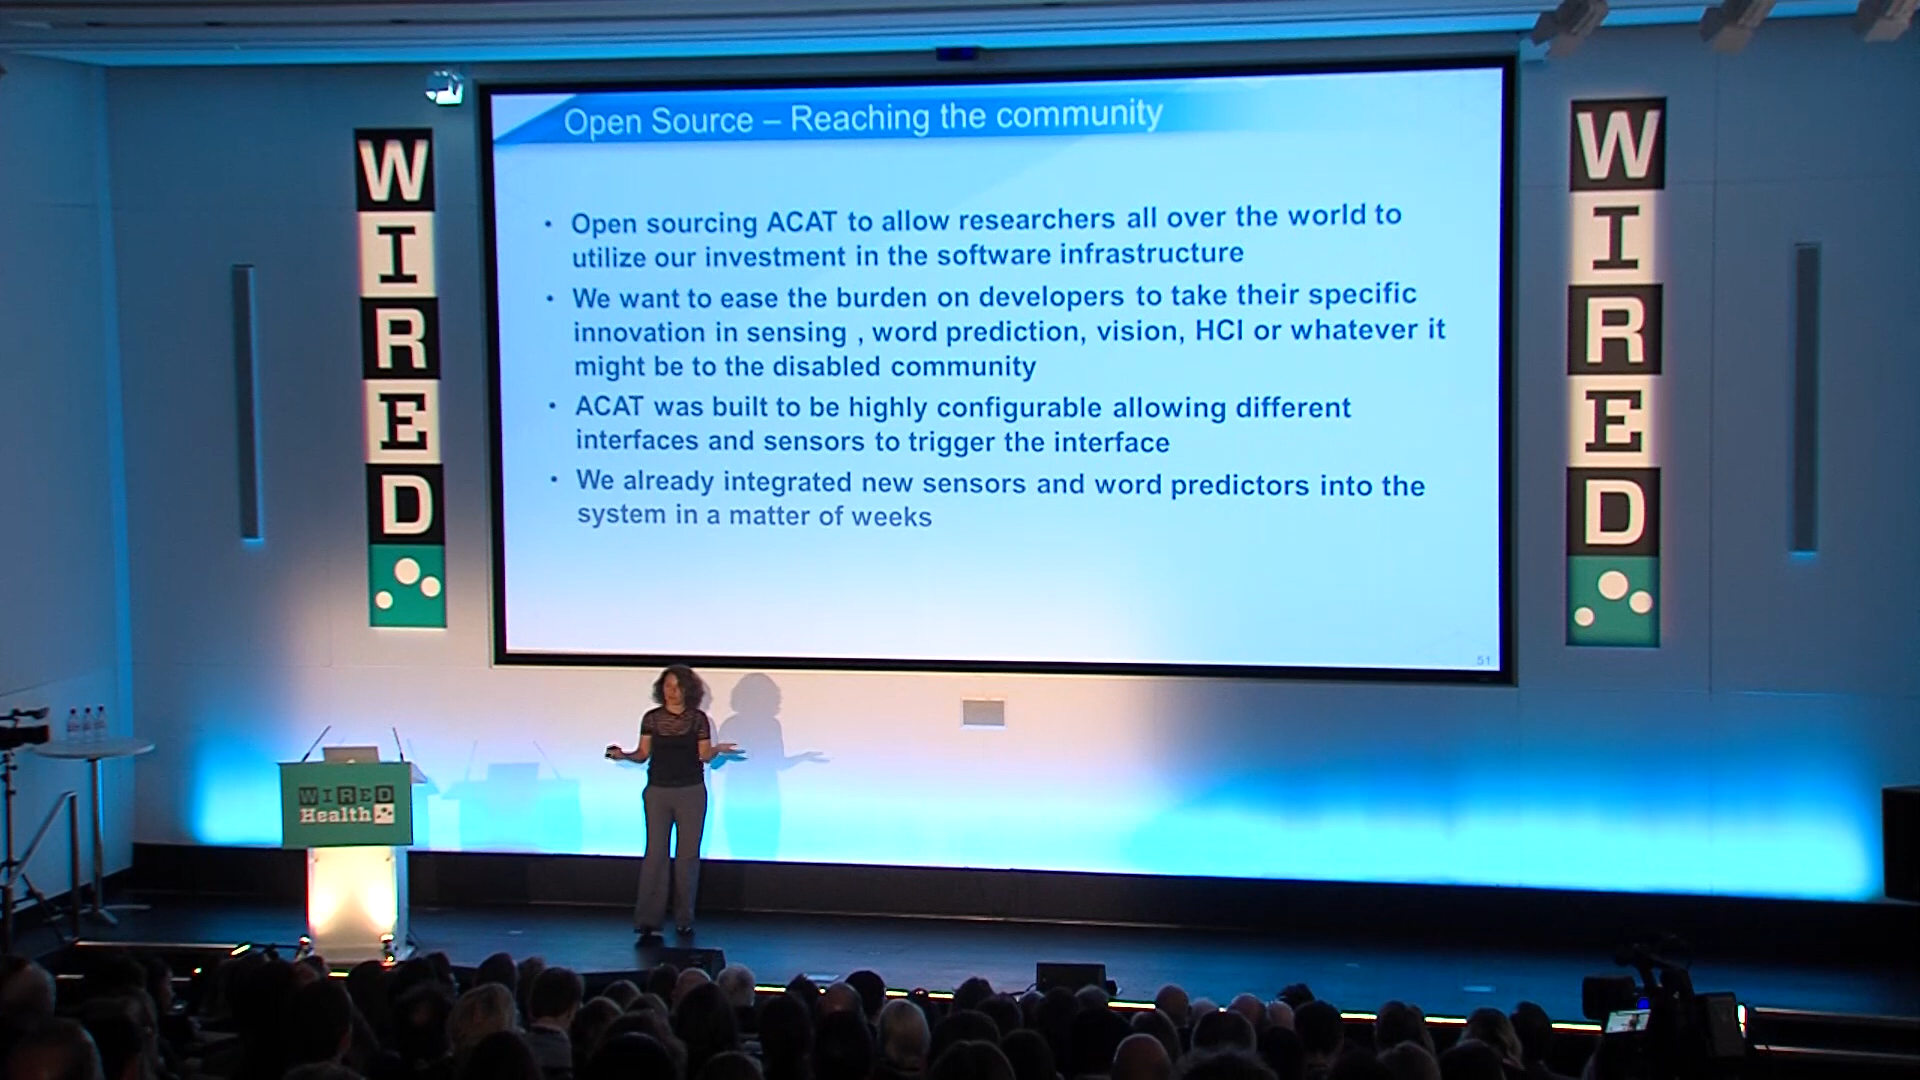 Open Source – Reaching the community
• Open sourcing ACAT to allow researchers all over the world to
utilize our investment in the software infrastructure
• We want to ease the burden on developers to take their specific
innovation in sensing , word prediction, vision, HCI or whatever it
might be to the disabled community
• ACAT was built to be highly configurable allowing different
interfaces and sensors to trigger the interface
• We already integrated new sensors and word predictors into the
system in a matter of weeks
51
WIRED
WIRED
WIRED
Health